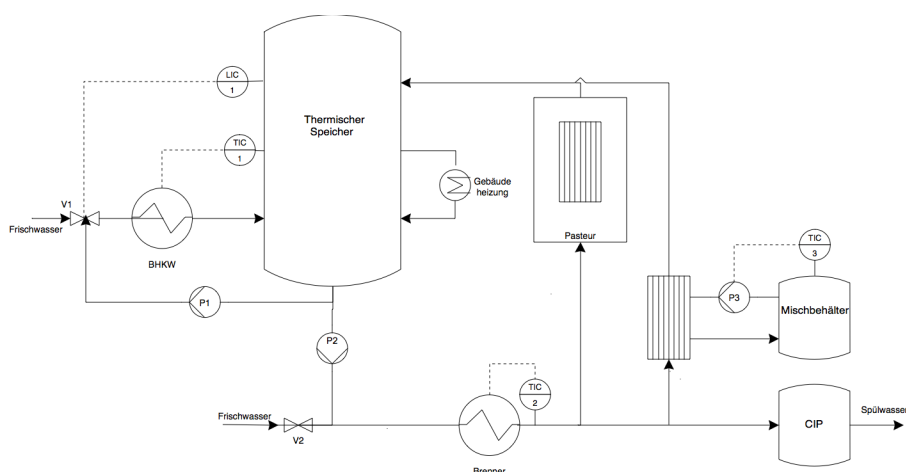 LIC
1
Thermischer
Speicher
TIC
1
V1
Frischwasser
BHKW
Gebäude
heizung
Pasteur
TIC
3
P1
P3
Mischbehälter
P2
TIC
2
Frischwasser
V2
Brenner
CIP
Spülwasser